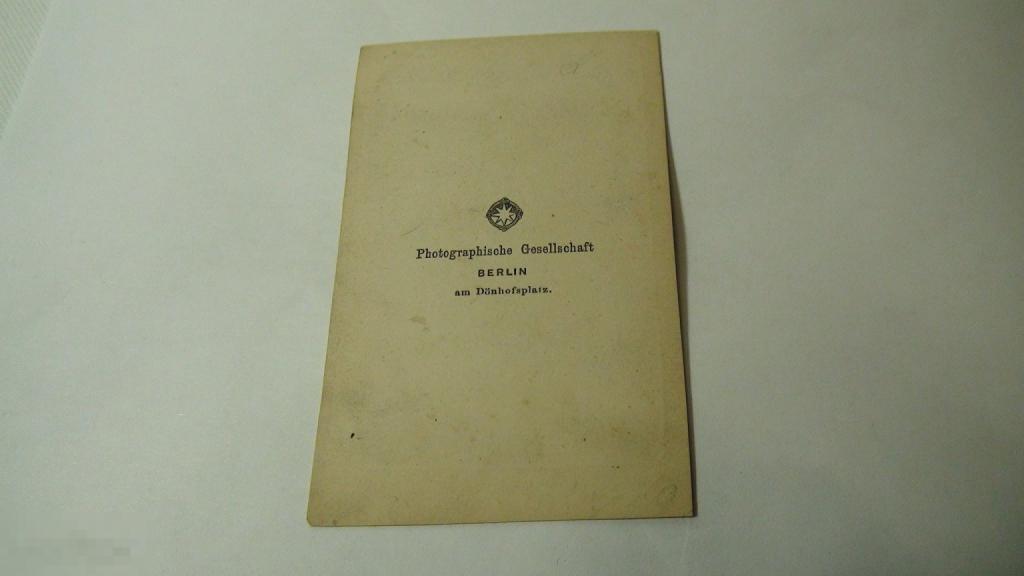 Photographische Gesellschaft
BERLIN
am Dönhofsplatz.